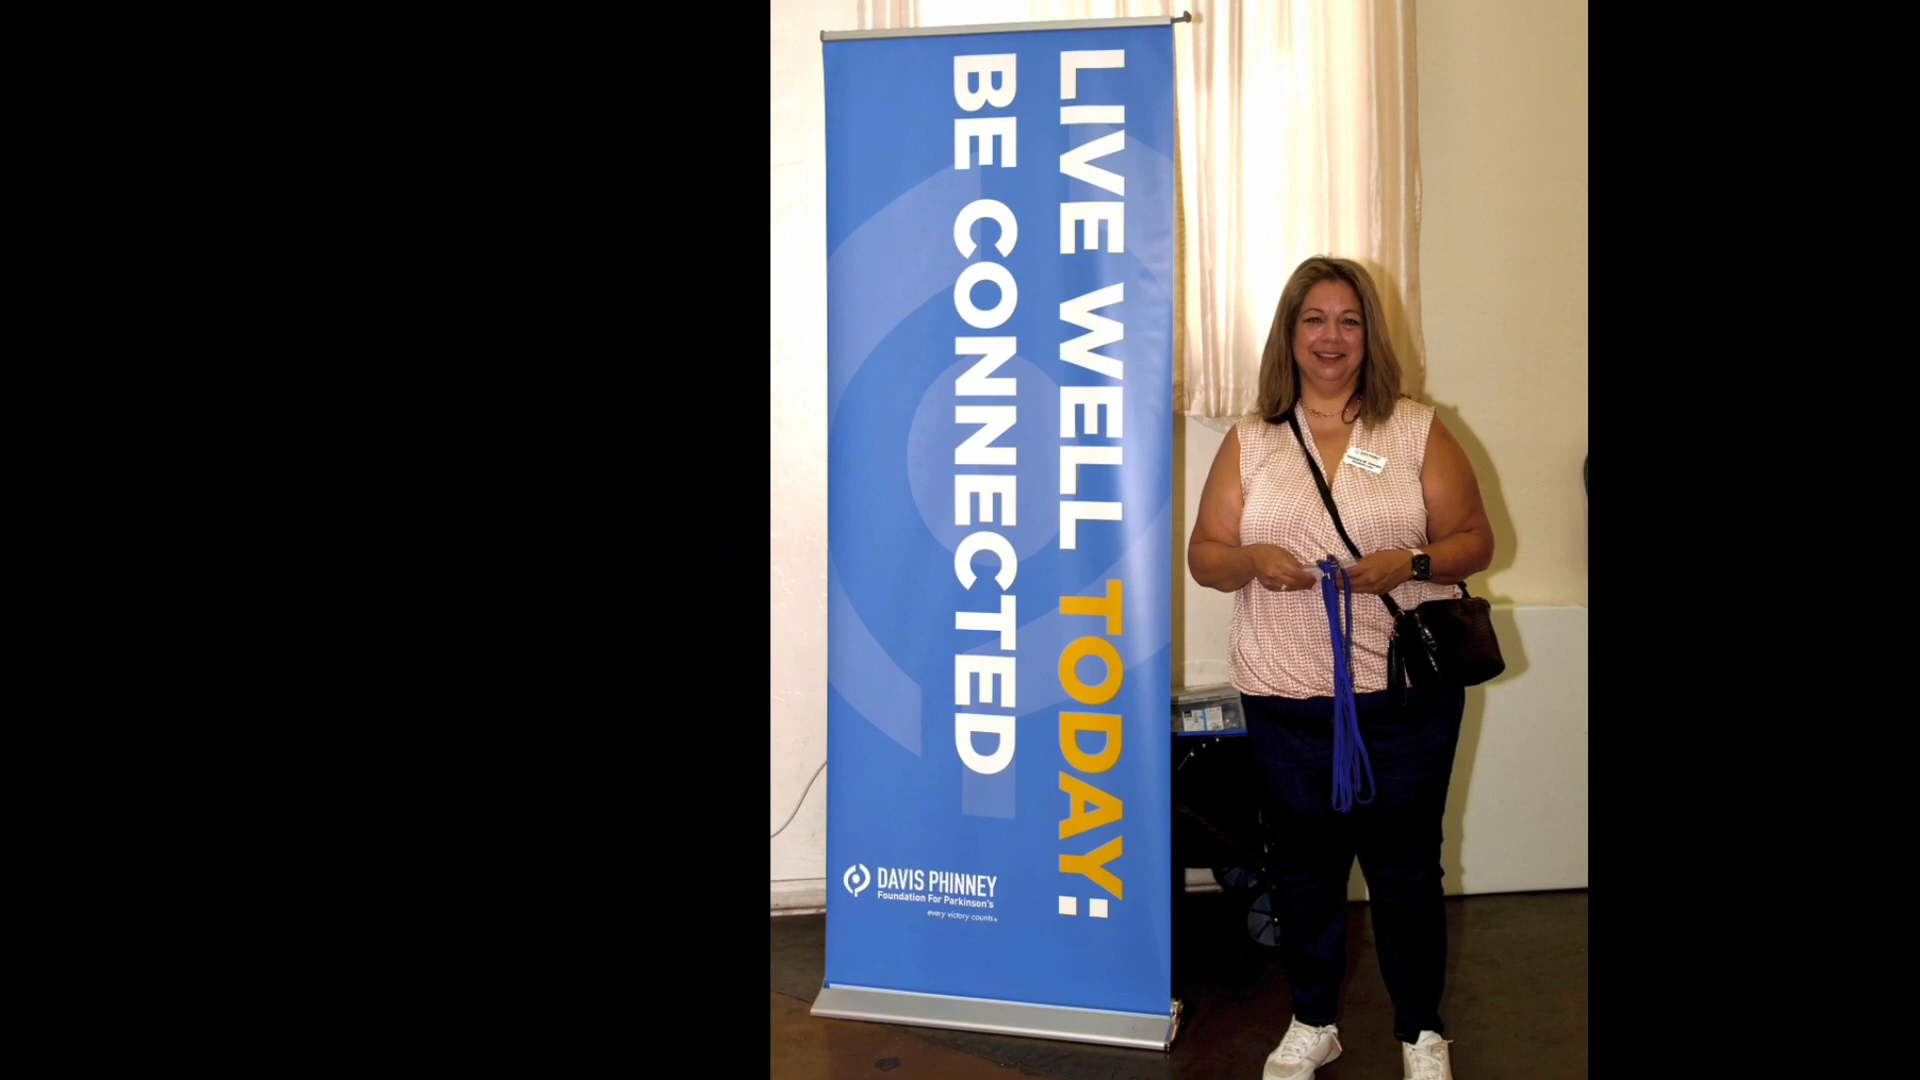 LIVE WELL TODAY:
BE CONNECTED
DAVIS PHINNEY
Foundation For Parkinson's
every victory counts